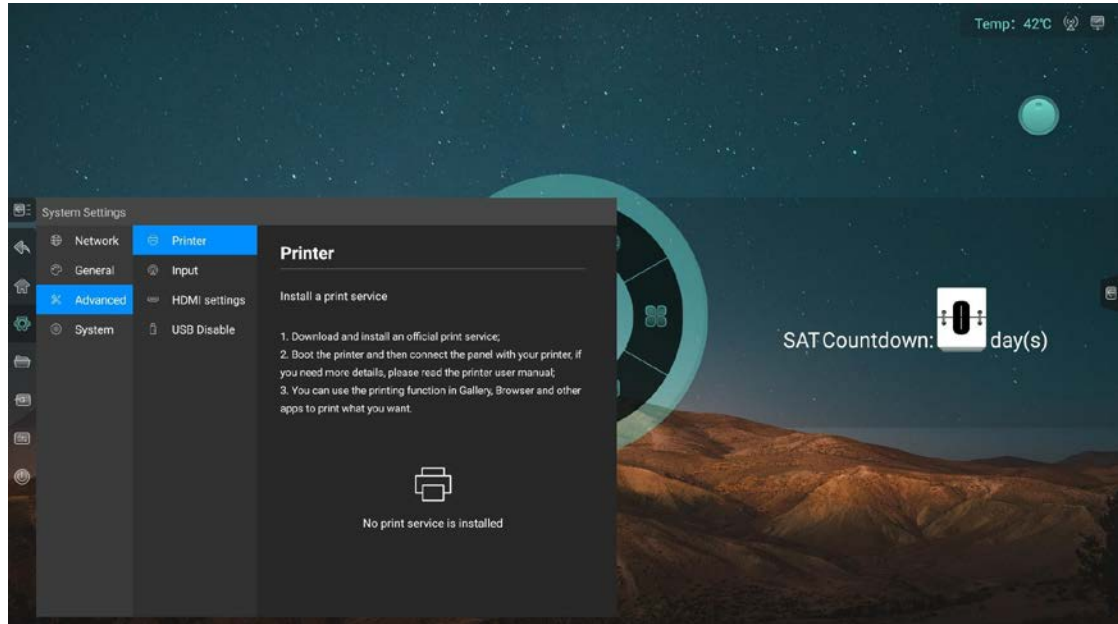 Temp: 42℃
System Settings
Network
General
Advanced
System
Printer
Input
HDMI settings
USB Disable
Printer
Install a print service
1. Download and install an official print service;
2. Boot the printer and then connect the panel with your printer, if
you need more details, please read the printer user manual;
3. You can use the printing function in Gallery, Browser and other
apps to print what you want.
No print service is installed
SAT Countdown: 0 day(s)